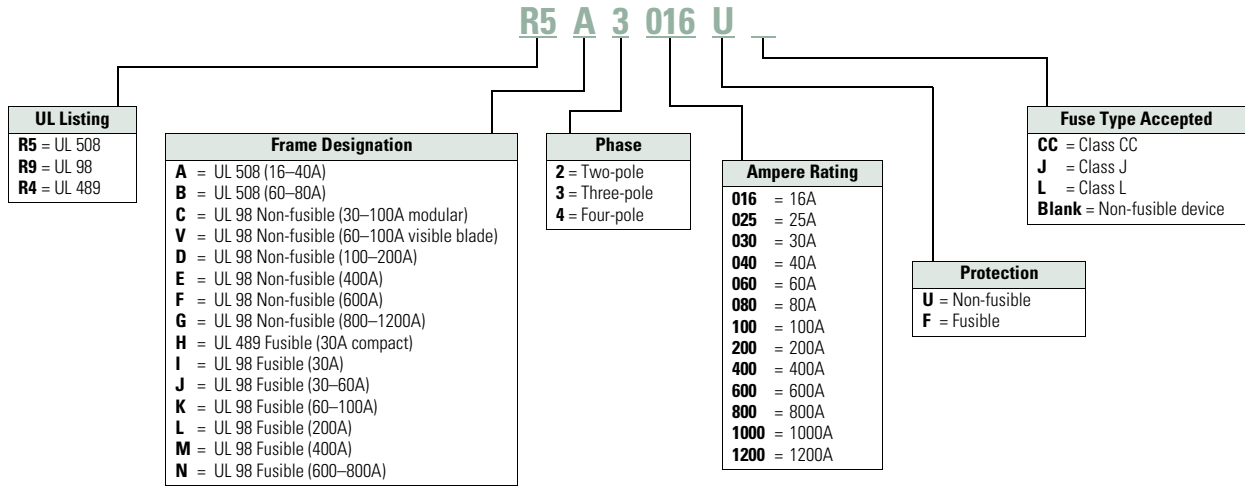 R5 A 3 016 U _
UL Listing
R5 = UL 508
R9 = UL 98
R4 = UL 489
Frame Designation
A = UL 508 (16–40A)
B = UL 508 (60–80A)
C = UL 98 Non-fusible (30–100A modular)
V = UL 98 Non-fusible (60–100A visible blade)
D = UL 98 Non-fusible (100–200A)
E = UL 98 Non-fusible (400A)
F = UL 98 Non-fusible (600A)
G = UL 98 Non-fusible (800–1200A)
H = UL 489 Fusible (30A compact)
I = UL 98 Fusible (30A)
J = UL 98 Fusible (30–60A)
K = UL 98 Fusible (60–100A)
L = UL 98 Fusible (200A)
M = UL 98 Fusible (400A)
N = UL 98 Fusible (600–800A)
Phase
2 = Two-pole
3 = Three-pole
4 = Four-pole
Ampere Rating
016 = 16A
025 = 25A
030 = 30A
040 = 40A
060 = 60A
080 = 80A
100 = 100A
200 = 200A
400 = 400A
600 = 600A
800 = 800A
1000 = 1000A
1200 = 1200A
Protection
U = Non-fusible
F = Fusible
Fuse Type Accepted
CC = Class CC
J = Class J
L = Class L
Blank = Non-fusible device